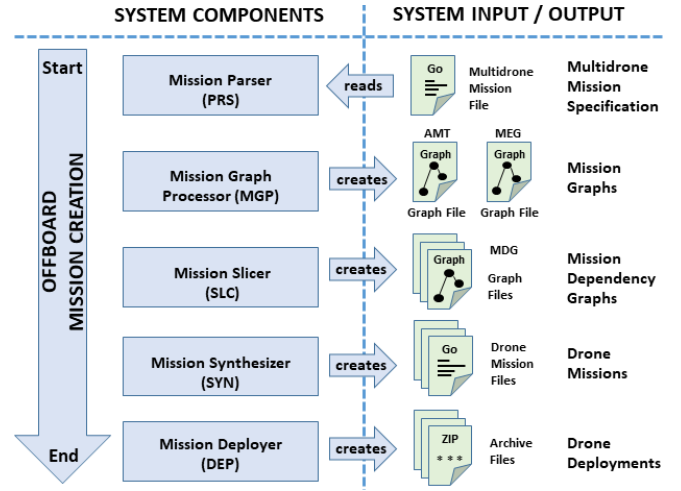 SYSTEM COMPONENTS
SYSTEM INPUT / OUTPUT
Start
OFFBOARD
MISSION CREATION
End
Mission Parser
(PRS)
reads
Go
Multidrone
Mission
File
Multidrone
Mission
Specification
Mission Graph
Processor (MGP)
creates
AMT
Graph
Graph File
MEG
Graph
Graph File
Mission
Graphs
Mission Slicer
(SLC)
creates
Graph
MDG
Graph
Files
Mission
Dependency
Graphs
Mission Synthesizer
(SYN)
creates
Go
Drone
Mission
Files
Drone
Missions
Mission Deployer
(DEP)
creates
ZIP
* * *
Archive
Files
Drone
Deployments